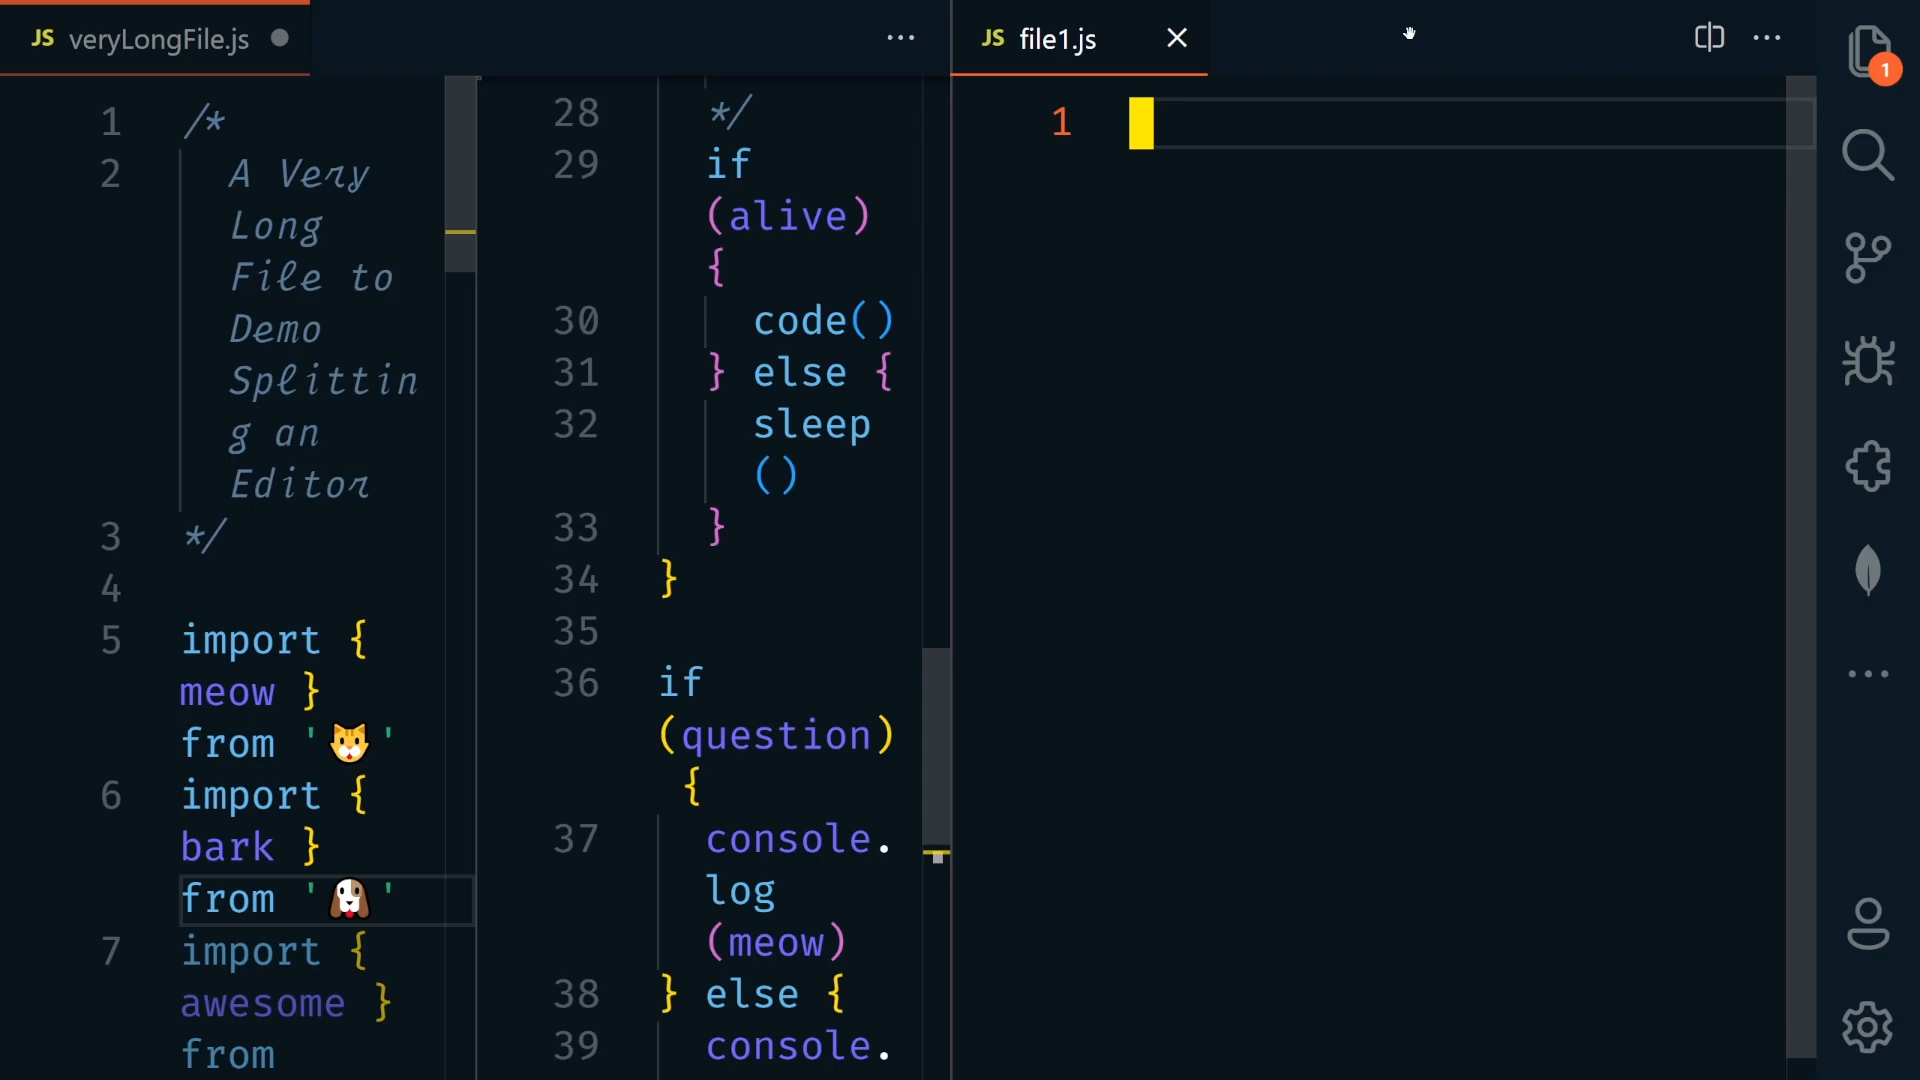 JS veryLongFile.js
JS file1.js
1
1 /*
2 A Very
Long
File to
Demo
Splittin
g an
Editor
3 */
4
5 import {
meow }
from '🐱'
6 import {
bark }
from '🐶'
7 import {
awesome }
from
28 */
29 if
(alive)
{
30 code()
31 } else {
32 sleep
()
33 }
34 }
35
36 if
(question)
{
37 console.
log
(meow)
38 } else {
39 console.
1